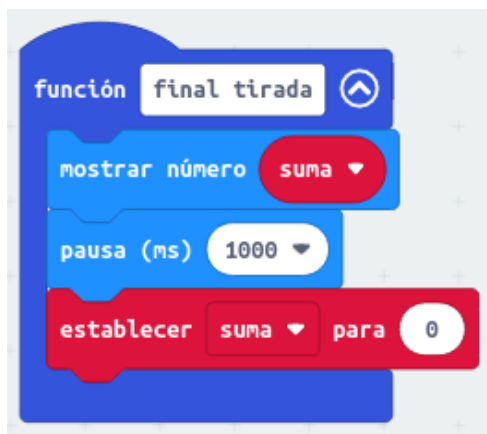 función final tirada
mostrar número suma
pausa (ms) 1000
establecer suma para 0